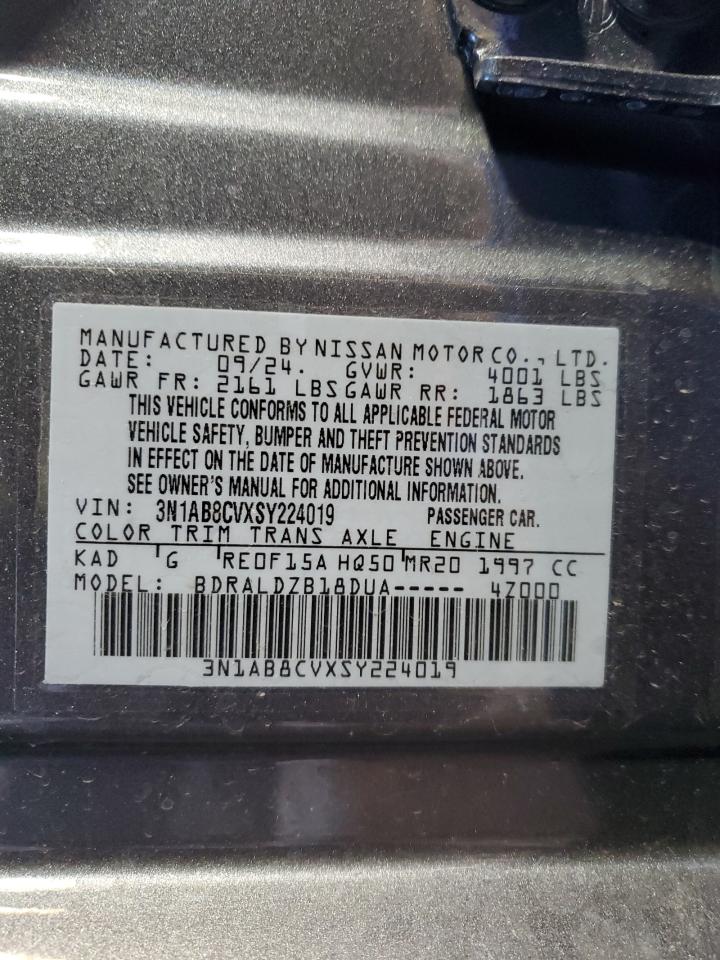 MANUFACTURED BY NISSAN MOTOR CO., LTD.
DATE: 09/24. GVWR: 4001 LBS
GAWR FR: 2161 LBS GAWR RR: 1863 LBS
THIS VEHICLE CONFORMS TO ALL APPLICABLE FEDERAL MOTOR
VEHICLE SAFETY, BUMPER AND THEFT PREVENTION STANDARDS
IN EFFECT ON THE DATE OF MANUFACTURE SHOWN ABOVE.
SEE OWNER'S MANUAL FOR ADDITIONAL INFORMATION.
VIN: 3N1AB8CVXSY224019 PASSENGER CAR.
COLOR TRIM TRANS AXLE ENGINE
KAD G RE0F15A HQ50 MR20 1997 CC
MODEL: BDRALDZB18DUA----- 4Z000
3N1AB8CVXSY224019